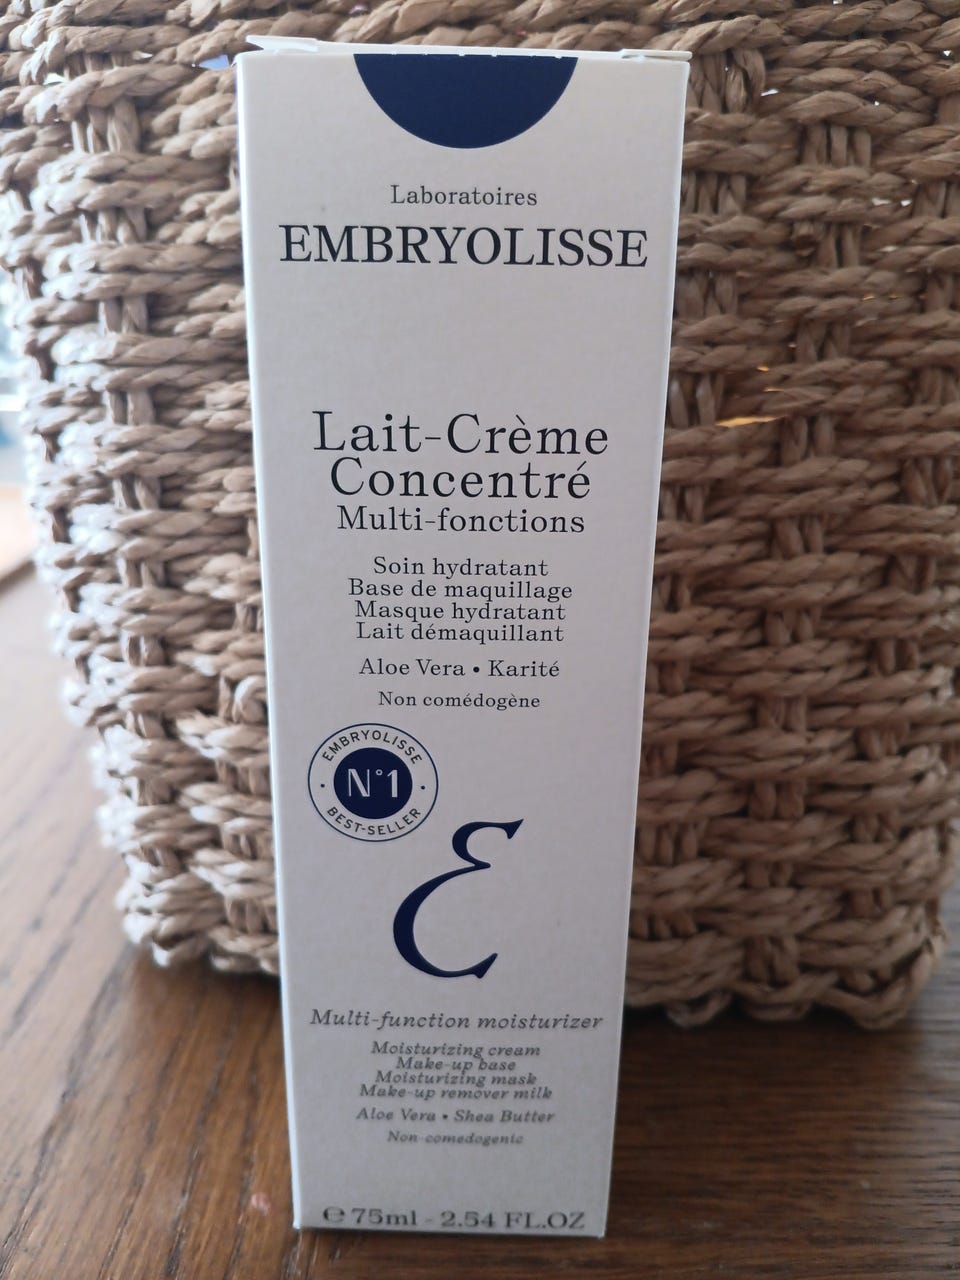 Laboratoires
EMBRYOLISSE
Lait-Crème
Concentré
Multi-fonctions
Soin hydratant
Base de maquillage
Masque hydratant
Lait démaquillant
Aloe Vera • Karité
Non comédogène
EMBRYOLISSE
N°1
BEST-SELLER
Multi-function moisturizer
Moisturizing cream
Make-up base
Moisturizing mask
Make-up remover milk
Aloe Vera • Shea Butter
Non-comedogenic
℮ 75ml - 2.54 FL.OZ